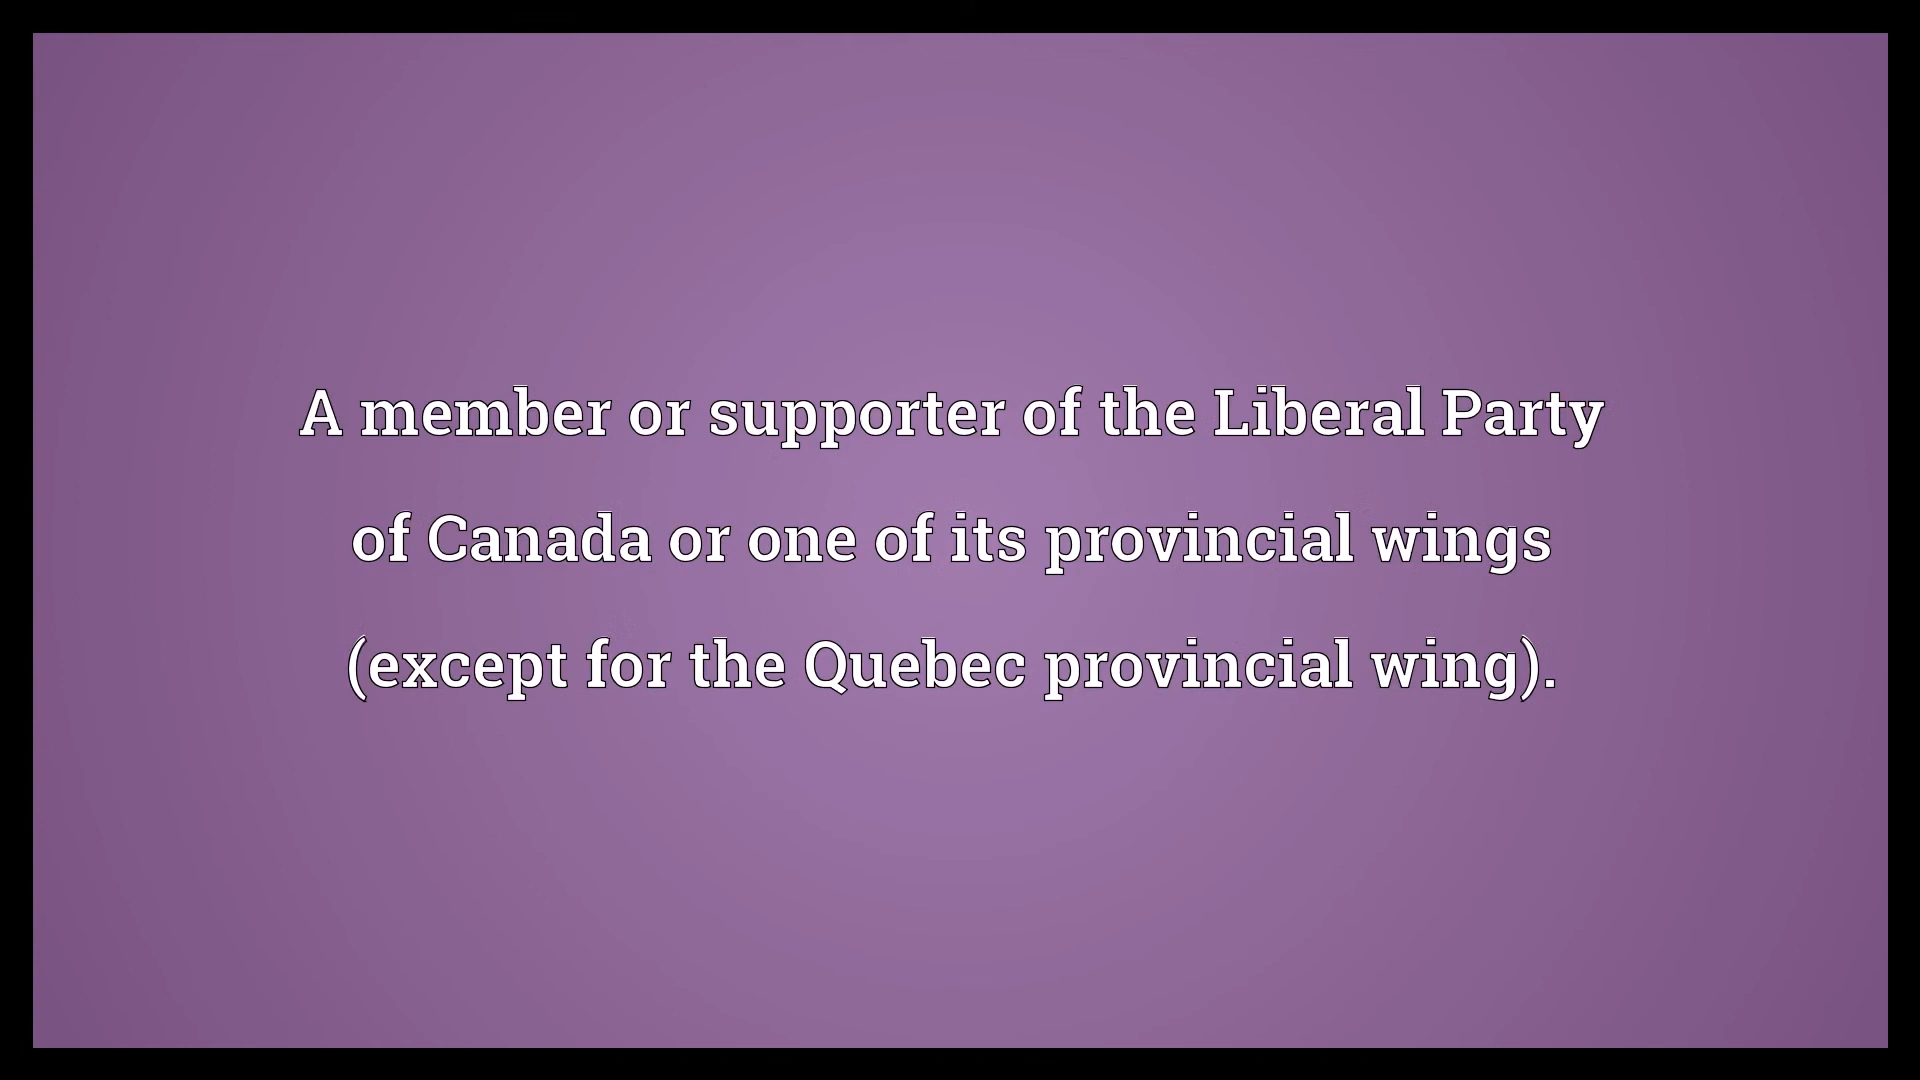 A member or supporter of the Liberal Party
of Canada or one of its provincial wings
(except for the Quebec provincial wing).